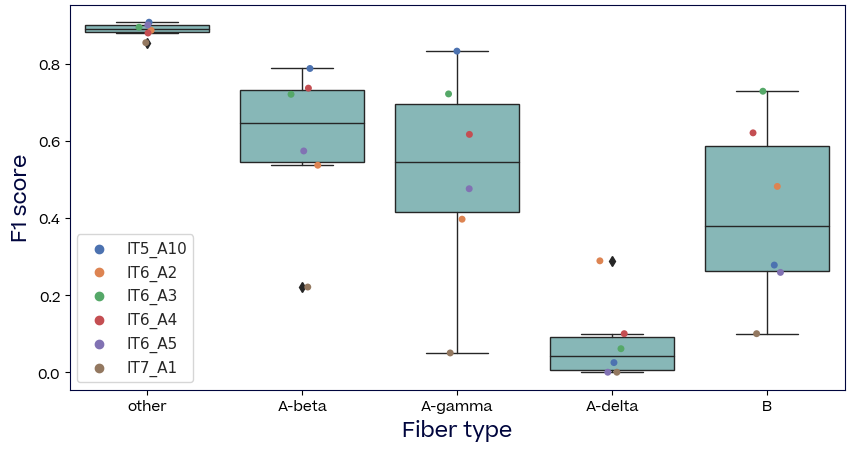 F1 score
0.8
0.6
0.4
0.2
0.0
IT5_A10
IT6_A2
IT6_A3
IT6_A4
IT6_A5
IT7_A1
other A-beta A-gamma A-delta B
Fiber type